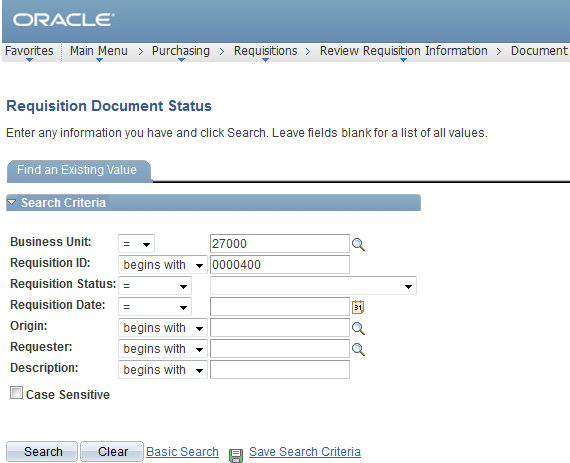 ORACLE
Favorites Main Menu > Purchasing > Requisitions > Review Requisition Information > Document
Requisition Document Status
Enter any information you have and click Search. Leave fields blank for a list of all values.
Find an Existing Value
Search Criteria
Business Unit: = 27000
Requisition ID: begins with 0000400
Requisition Status: =
Requisition Date: = 31
Origin: begins with
Requester: begins with
Description: begins with
Case Sensitive
Search Clear Basic Search Save Search Criteria